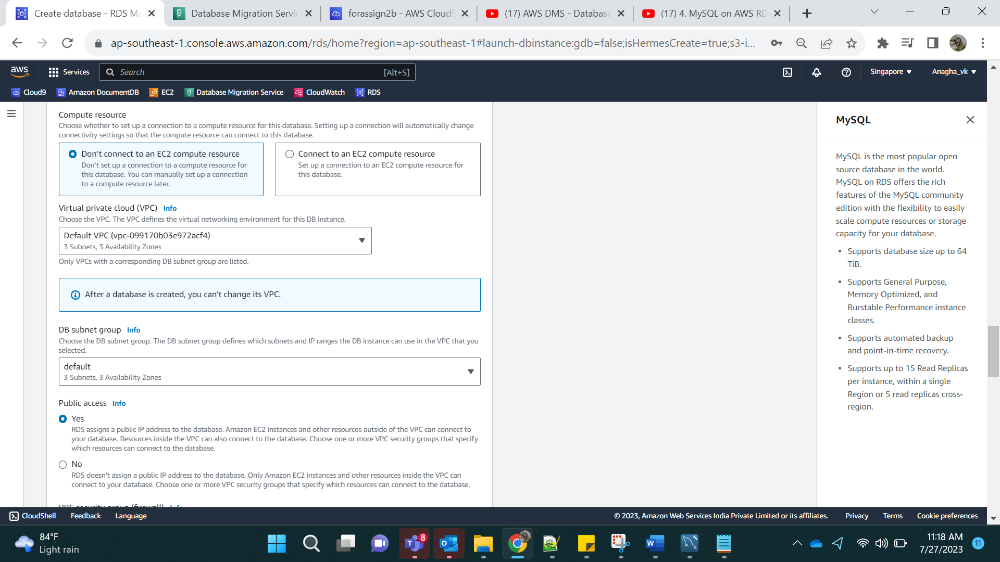 Create database - RDS Ma
Database Migration Servic
forassign2b - AWS Cloud9
(17) AWS DMS - Database
(17) 4. MySQL on AWS RD
ap-southeast-1.console.aws.amazon.com/rds/home?region=ap-southeast-1#launch-dbinstance:gdb=false;isHermesCreate=true;s3-i...
aws
Services
Search
[Alt+S]
Singapore
Anagha_vk
Cloud9
Amazon DocumentDB
EC2
Database Migration Service
CloudWatch
RDS
Compute resource
Choose whether to set up a connection to a compute resource for this database. Setting up a connection will automatically change
connectivity settings so that the compute resource can connect to this database.
Don't connect to an EC2 compute resource
Don't set up a connection to a compute resource for
this database. You can manually set up a connection
to a compute resource later.
Connect to an EC2 compute resource
Set up a connection to an EC2 compute resource for
this database.
Virtual private cloud (VPC) Info
Choose the VPC. The VPC defines the virtual networking environment for this DB instance.
Default VPC (vpc-099170b03e972acf4)
3 Subnets, 3 Availability Zones
Only VPCs with a corresponding DB subnet group are listed.
After a database is created, you can't change its VPC.
DB subnet group Info
Choose the DB subnet group. The DB subnet group defines which subnets and IP ranges the DB instance can use in the VPC that you
selected.
default
3 Subnets, 3 Availability Zones
Public access Info
Yes
RDS assigns a public IP address to the database. Amazon EC2 instances and other resources outside of the VPC can connect to
your database. Resources inside the VPC can also connect to the database. Choose one or more VPC security groups that specify
which resources can connect to the database.
No
RDS doesn't assign a public IP address to the database. Only Amazon EC2 instances and other resources inside the VPC can
connect to your database. Choose one or more VPC security groups that specify which resources can connect to the database.
VPC security group (firewall) Info
MySQL
MySQL is the most popular open
source database in the world.
MySQL on RDS offers the rich
features of the MySQL community
edition with the flexibility to easily
scale compute resources or storage
capacity for your database.
• Supports database size up to 64
TiB.
• Supports General Purpose,
Memory Optimized, and
Burstable Performance instance
classes.
• Supports automated backup
and point-in-time recovery.
• Supports up to 15 Read Replicas
per instance, within a single
Region or 5 read replicas cross-
region.
CloudShell
Feedback
Language
© 2023, Amazon Web Services India Private Limited or its affiliates.
Privacy
Terms
Cookie preferences
84°F
Light rain
8
11:18 AM
7/27/2023
11